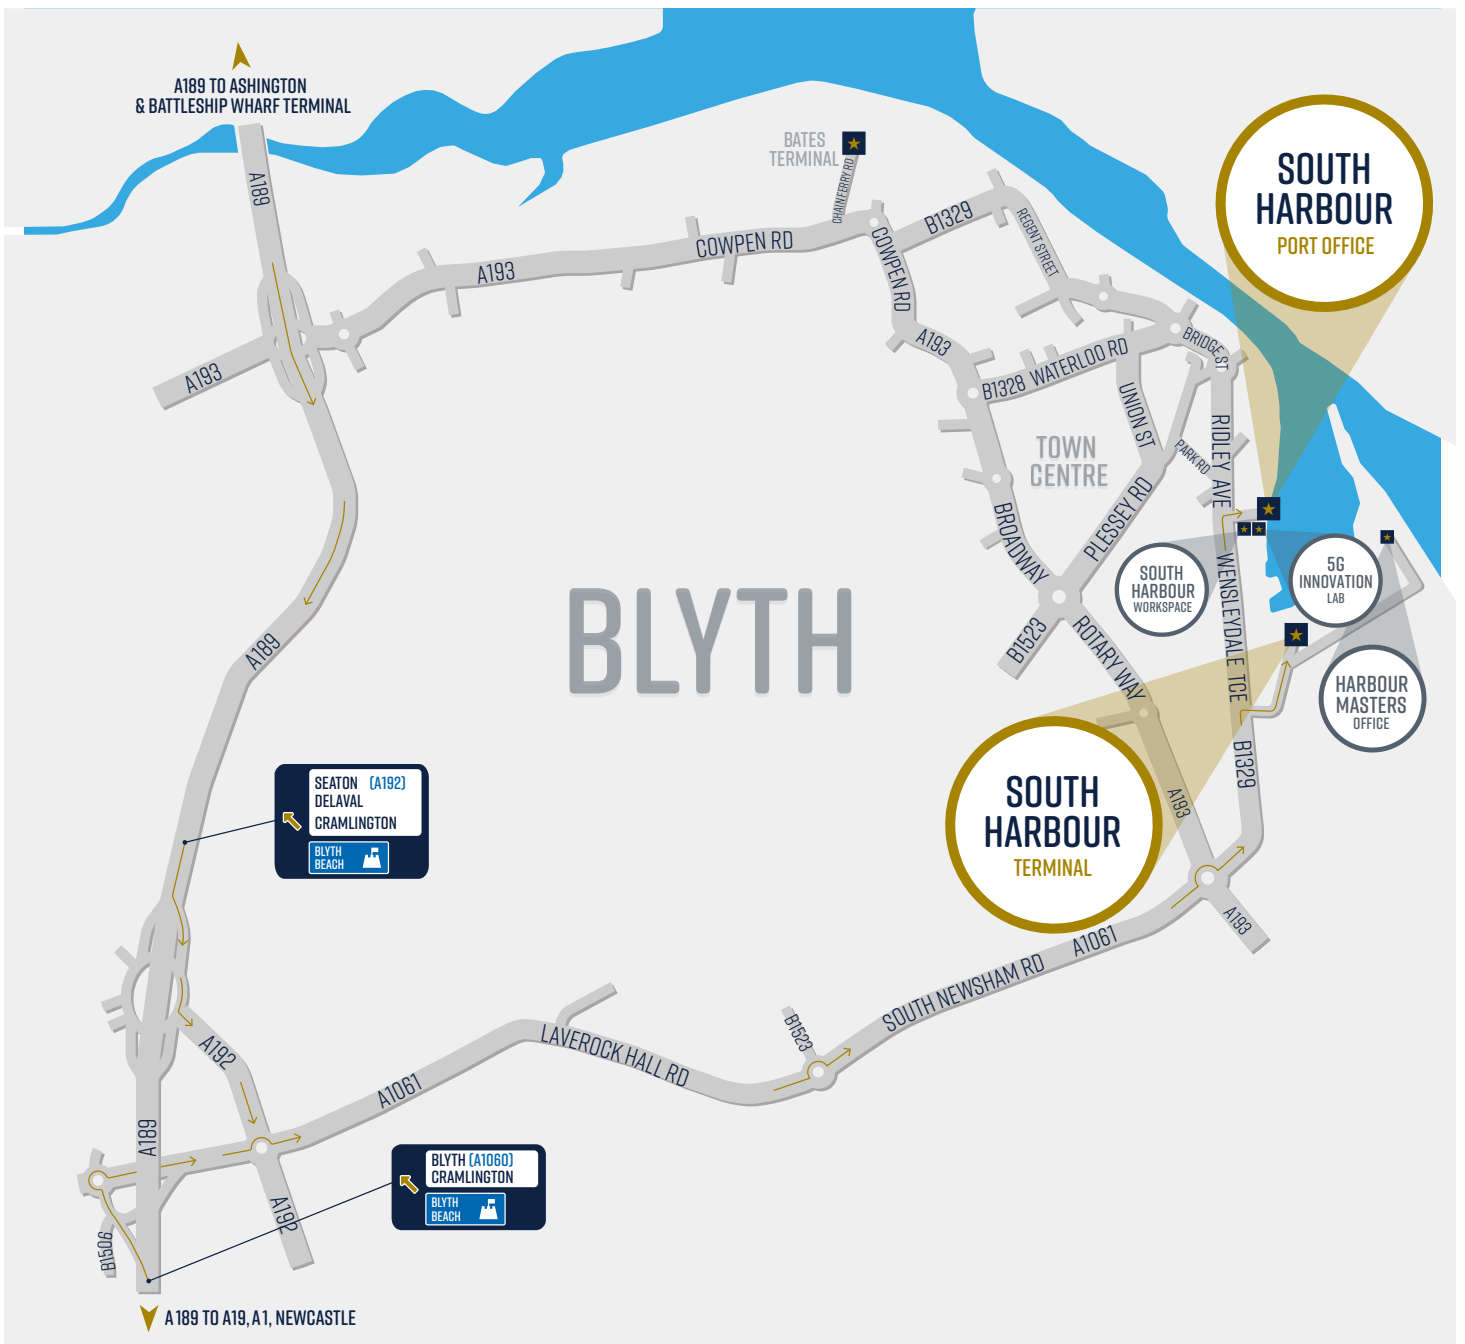 A189 TO ASHINGTON
& BATTLESHIP WHARF TERMINAL
A189
BATES
TERMINAL
CHAIN FERRY RD
SOUTH
HARBOUR
PORT OFFICE
COWPEN RD
B1329
REGENT STREET
A193
COWPEN RD
A193
A193
B1328 WATERLOO RD
BRIDGE ST
UNION ST
TOWN
CENTRE
PARK RD
RIDLEY AVE
BROADWAY
PLESSEY RD
SOUTH
HARBOUR
WORKSPACE
5G
INNOVATION
LAB
WENSLEYDALE TCE
BLYTH
B1523
ROTARY WAY
A189
HARBOUR
MASTERS
OFFICE
B1329
A193
SOUTH
HARBOUR
TERMINAL
SEATON (A192)
DELAVAL
CRAMLINGTON
BLYTH
BEACH
A193
A1061
SOUTH NEWSHAM RD
B1523
LAVEROCK HALL RD
A192
A1061
A189
BLYTH (A1060)
CRAMLINGTON
BLYTH
BEACH
A192
B1506
A189 TO A19, A1, NEWCASTLE